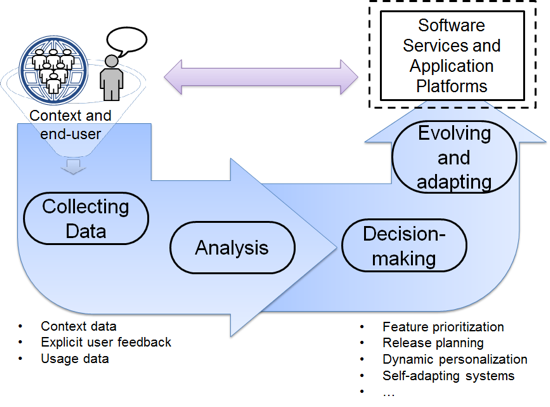 Software
Services and
Application
Platforms
Context and
end-user
Evolving
and
adapting
Collecting
Data
Analysis
Decision-
making
• Context data
• Explicit user feedback
• Usage data
• Feature prioritization
• Release planning
• Dynamic personalization
• Self-adapting systems
• ...